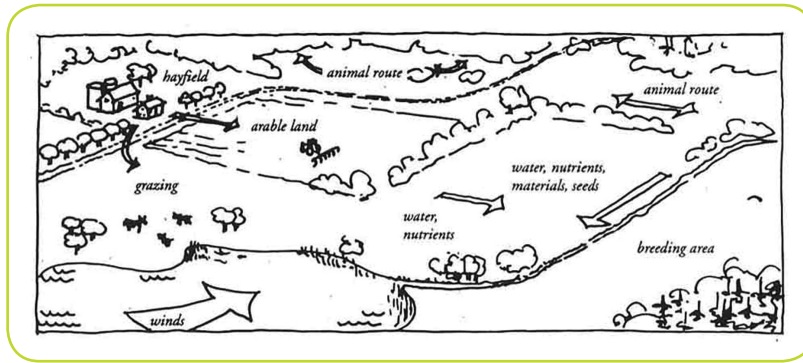 hayfield
animal route
animal route
arable land
grazing
water, nutrients,
materials, seeds
water,
nutrients
breeding area
winds